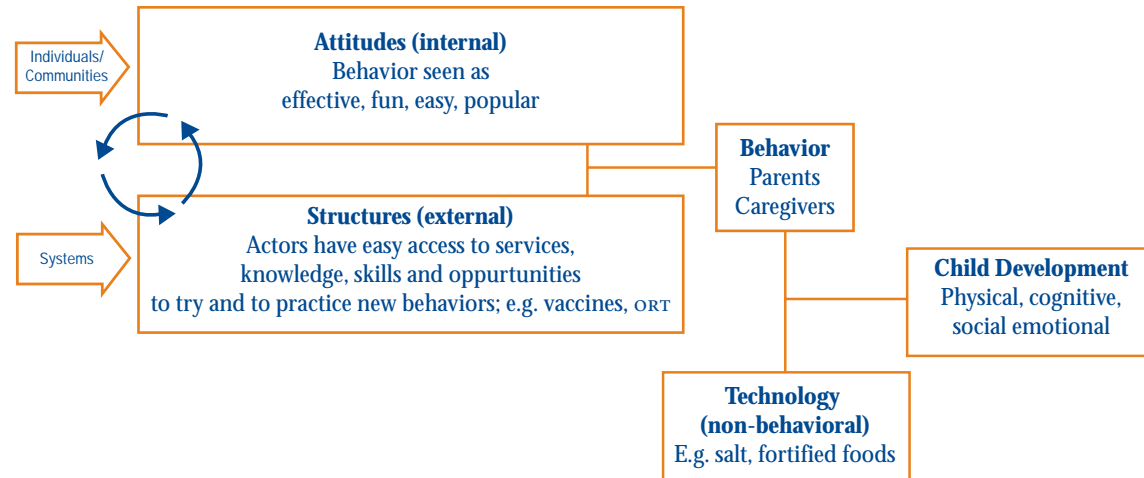 Individuals/
Communities
Attitudes (internal)
Behavior seen as
effective, fun, easy, popular
Behavior
Parents
Caregivers
Systems
Structures (external)
Actors have easy access to services,
knowledge, skills and oppurtunities
to try and to practice new behaviors; e.g. vaccines, ORT
Child Development
Physical, cognitive,
social emotional
Technology
(non-behavioral)
E.g. salt, fortified foods